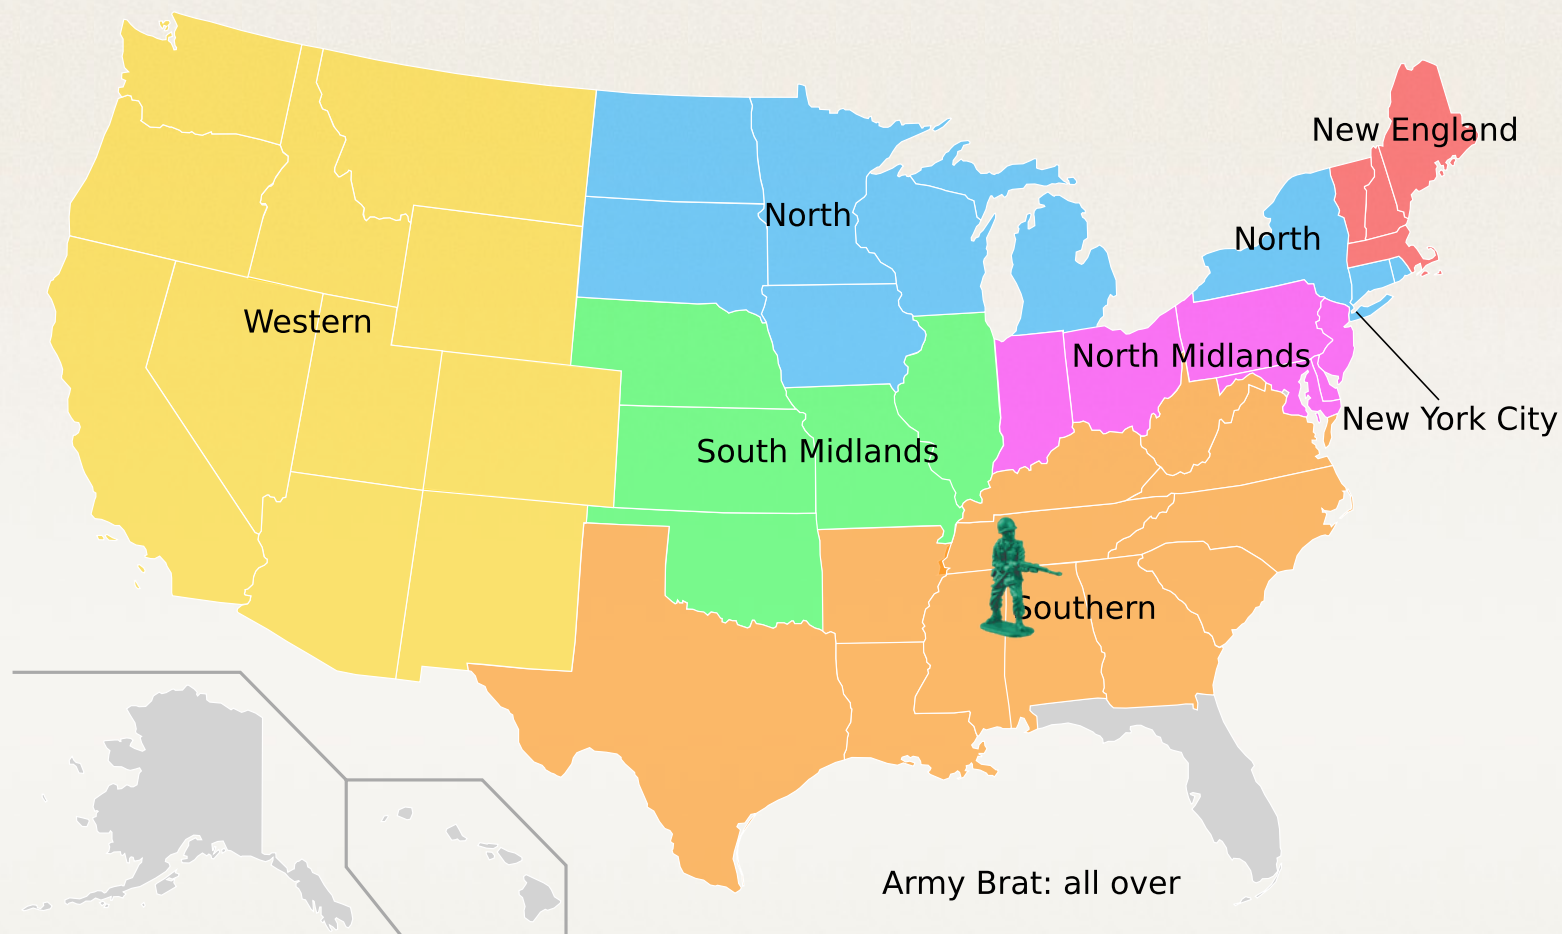 New England
North
North
Western
North Midlands
New York City
South Midlands
Southern
Army Brat: all over